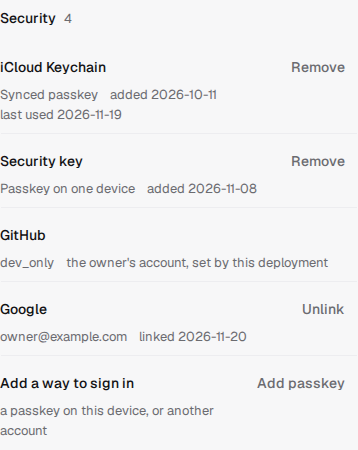 Security 4
iCloud Keychain Remove
Synced passkey added 2026-10-11
last used 2026-11-19
Security key Remove
Passkey on one device added 2026-11-08
GitHub
dev_only the owner's account, set by this deployment
Google Unlink
owner@example.com linked 2026-11-20
Add a way to sign in Add passkey
a passkey on this device, or another
account